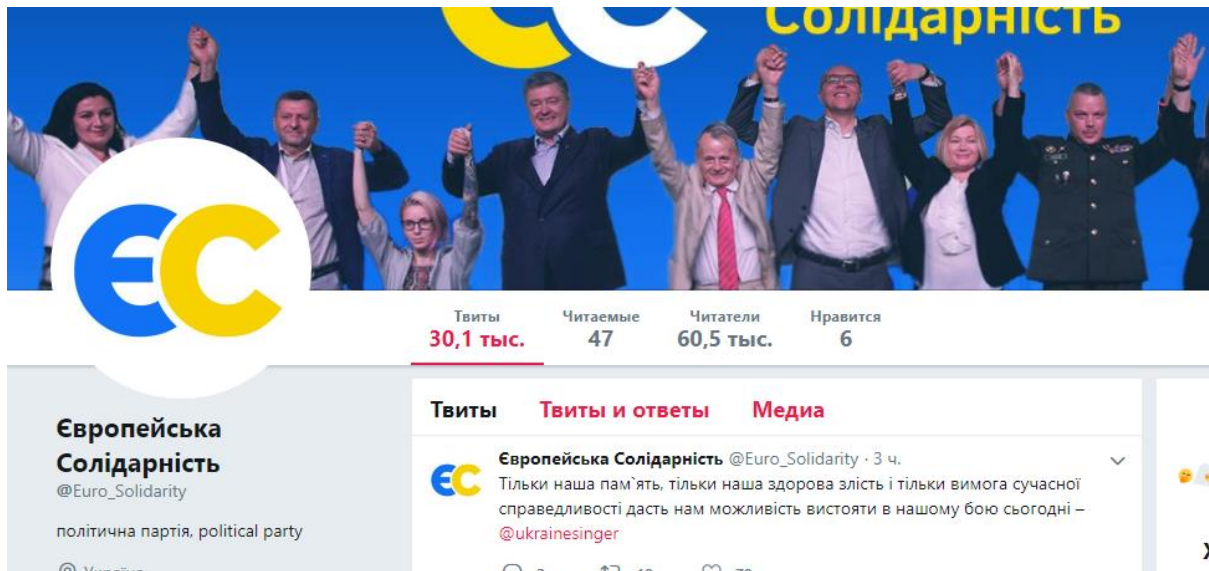 Солідарність
ЄС
Твиты
30,1 тыс.
Читаемые
47
Читатели
60,5 тыс.
Нравится
6
Європейська
Солідарність
@Euro_Solidarity
політична партія, political party
Україна
Твиты Твиты и ответы Медиа
ЄС
Європейська Солідарність @Euro_Solidarity · 3 ч.
Тільки наша пам`ять, тільки наша здорова злість і тільки вимога сучасної
справедливості дасть нам можливість вистояти в нашому бою сьогодні –
@ukrainesinger